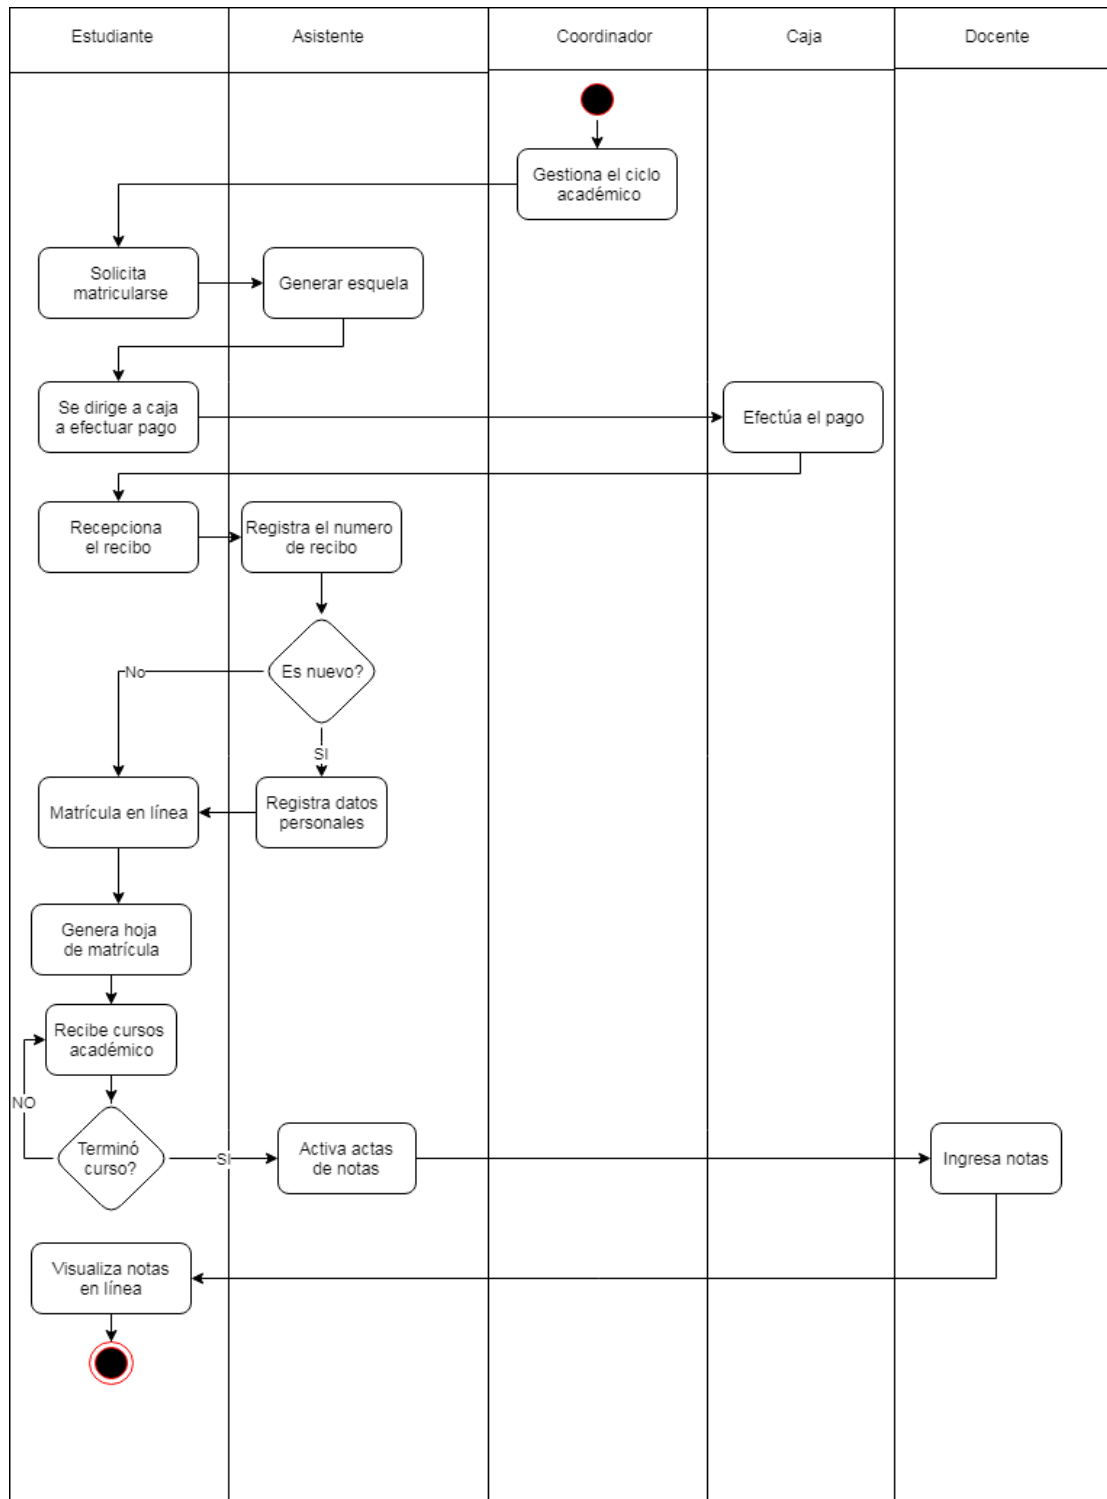 Estudiante
Asistente
Coordinador
Caja
Docente
Gestiona el ciclo
académico
Solicita
matricularse
Generar esquela
Se dirige a caja
a efectuar pago
Efectúa el pago
Recepciona
el recibo
Registra el numero
de recibo
Es nuevo?
No
SI
Matrícula en línea
Registra datos
personales
Genera hoja
de matrícula
Recibe cursos
académico
NO
Terminó
curso?
SI
Activa actas
de notas
Ingresa notas
Visualiza notas
en línea